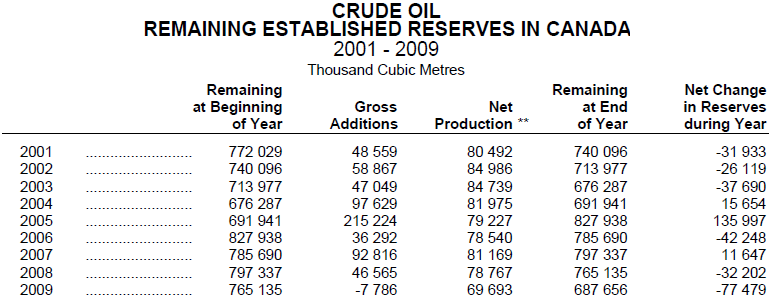 CRUDE OIL
REMAINING ESTABLISHED RESERVES IN CANADA
2001 - 2009
Thousand Cubic Metres
Remaining Remaining Net Change
at Beginning Gross Net at End in Reserves
of Year Additions Production ** of Year during Year
2001 .......................... 772 029 48 559 80 492 740 096 -31 933
2002 .......................... 740 096 58 867 84 986 713 977 -26 119
2003 .......................... 713 977 47 049 84 739 676 287 -37 690
2004 .......................... 676 287 97 629 81 975 691 941 15 654
2005 .......................... 691 941 215 224 79 227 827 938 135 997
2006 .......................... 827 938 36 292 78 540 785 690 -42 248
2007 .......................... 785 690 92 816 81 169 797 337 11 647
2008 .......................... 797 337 46 565 78 767 765 135 -32 202
2009 .......................... 765 135 -7 786 69 693 687 656 -77 479